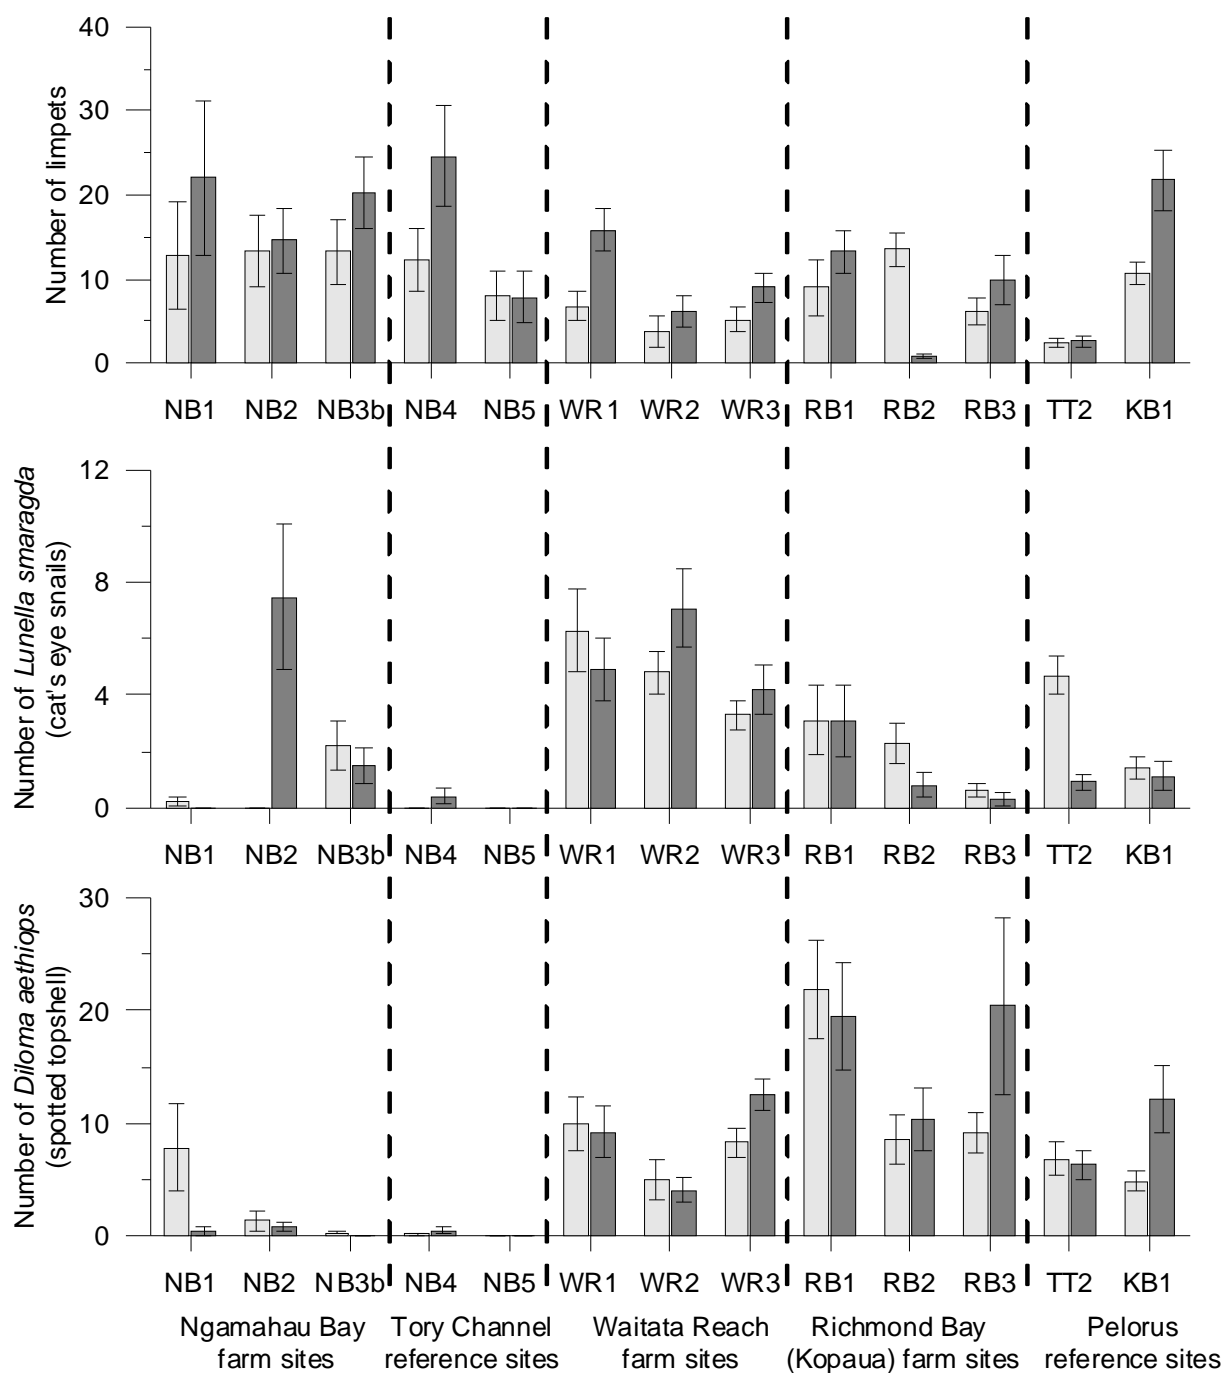 Number of limpets
40
30
20
10
0
NB1 NB2 NB3b NB4 NB5 WR1 WR2 WR3 RB1 RB2 RB3 TT2 KB1
Number of Lunella smaragda
(cat's eye snails)
12
8
4
0
NB1 NB2 NB3b NB4 NB5 WR1 WR2 WR3 RB1 RB2 RB3 TT2 KB1
Number of Diloma aethiops
(spotted topshell)
30
20
10
0
NB1 NB2 NB3b NB4 NB5 WR1 WR2 WR3 RB1 RB2 RB3 TT2 KB1
Ngamahau Bay
farm sites
Tory Channel
reference sites
Waitata Reach
farm sites
Richmond Bay
(Kopaua) farm sites
Pelorus
reference sites